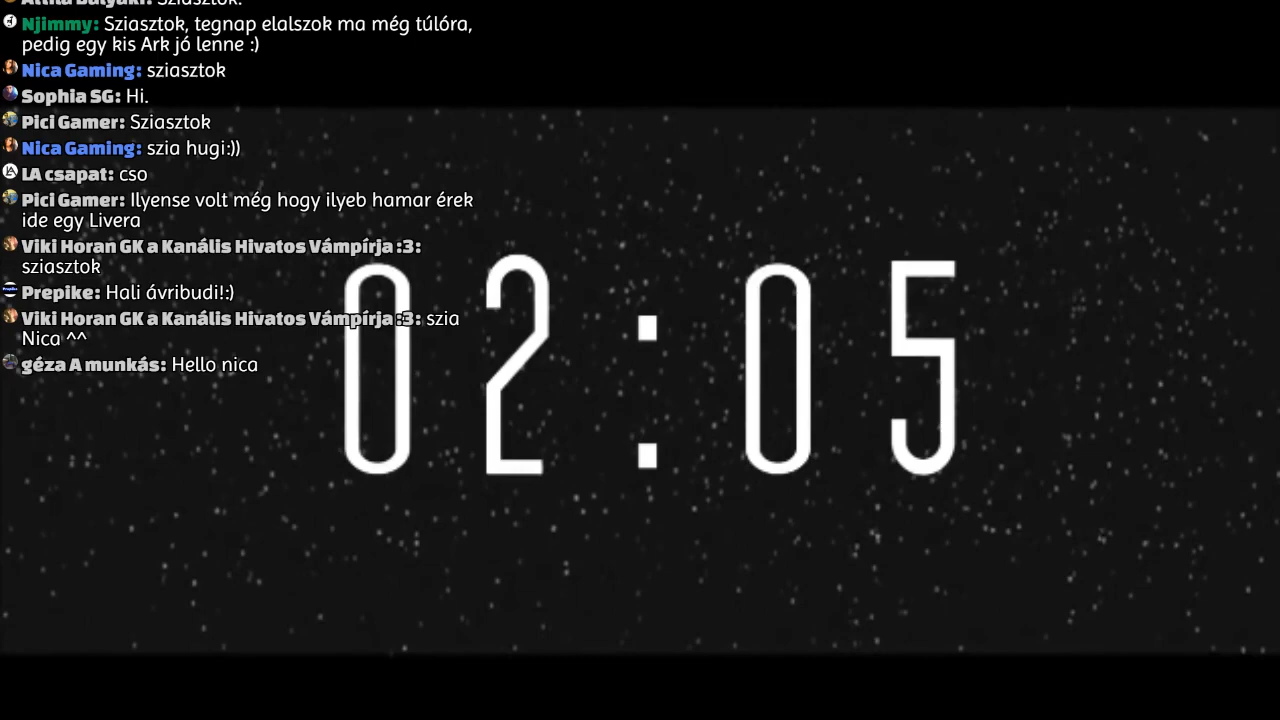 Njimmy: Sziasztok, tegnap elalszok ma még túlóra,
pedig egy kis Ark jó lenne :)
Nica Gaming: sziasztok
Sophia SG: Hi.
Pici Gamer: Sziasztok
Nica Gaming: szia hugi:))
LA csapat: cso
Pici Gamer: Ilyense volt még hogy ilyeb hamar érek
ide egy Livera
Viki Horan GK a Kanális Hivatos Vámpírja :3:
sziasztok
Prepike: Hali ávribudi!:)
Viki Horan GK a Kanális Hivatos Vámpírja :3: szia
Nica ^^
géza A munkás: Hello nica
02:05